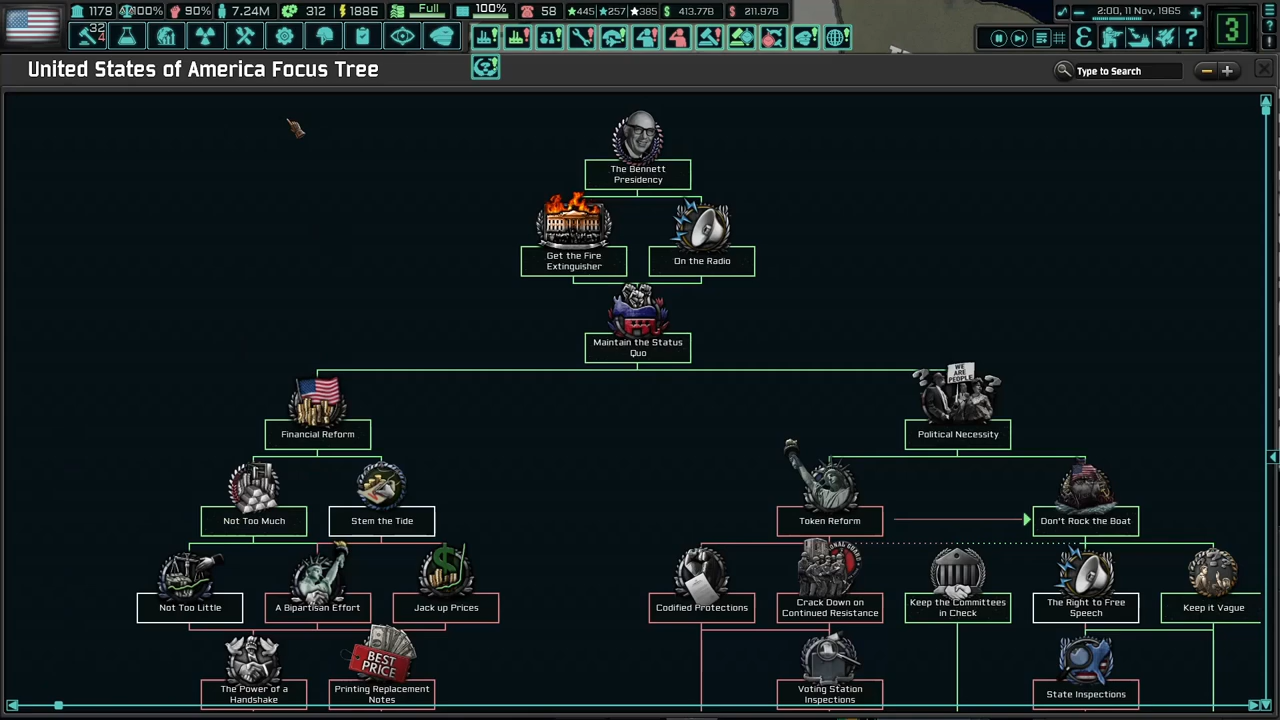 1178 100% 90% 7.24M 312 1886 Full 100% 58 445 257 385 $ 413.77B $ 211.97B 2:00, 11 Nov, 1965 3
32
4
United States of America Focus Tree
Type to Search
The Bennett
Presidency
Get the Fire
Extinguisher
On the Radio
Maintain the Status
Quo
WE
ARE
PEOPLE
Financial Reform
Political Necessity
Not Too Much
Stem the Tide
Token Reform
Don't Rock the Boat
Not Too Little
A Bipartisan Effort
Jack up Prices
Codified Protections
Crack Down on
Continued Resistance
Keep the Committees
in Check
The Right to Free
Speech
Keep it Vague
BEST
PRICE
The Power of a
Handshake
Printing Replacement
Notes
Voting Station
Inspections
State Inspections